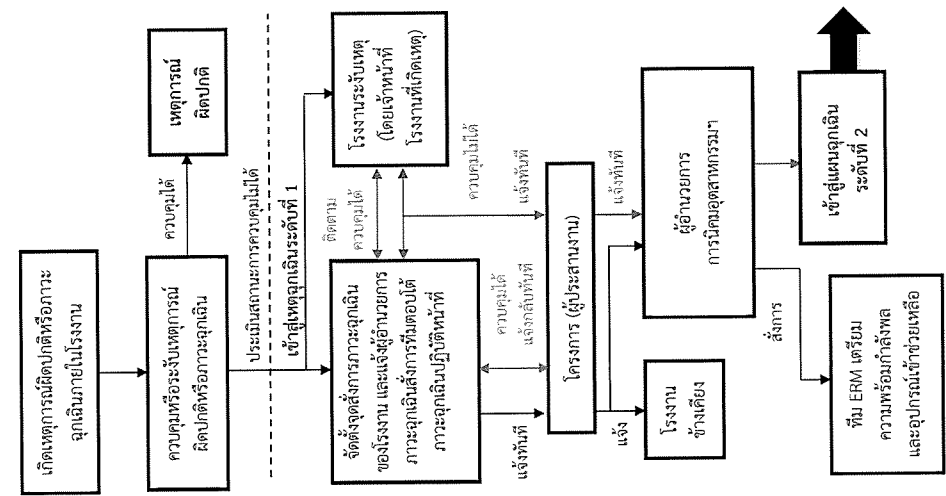 เกิดเหตุการณ์ผิดปกติหรือภาวะ
ฉุกเฉินภายในโรงงาน
ควบคุมหรือระงับเหตุการณ์
ผิดปกติหรือภาวะฉุกเฉิน
ควบคุมได้
เหตุการณ์
ผิดปกติ
ประเมินสถานะการควบคุมไม่ได้
เข้าสู่เหตุฉุกเฉินระดับที่ 1
จัดตั้งจุดสั่งการภาวะฉุกเฉิน
ของโรงงาน และแจ้งผู้อำนวยการ
ภาวะฉุกเฉินสั่งการทีมตอบโต้
ภาวะฉุกเฉินปฏิบัติหน้าที่
ติดตาม
ควบคุมได้
โรงงานระงับเหตุ
(โดยเจ้าหน้าที่
โรงงานที่เกิดเหตุ)
แจ้งทันที
ควบคุมได้
แจ้งกลับทันที
ควบคุมไม่ได้
แจ้งทันที
โครงการ (ผู้ประสานงาน)
แจ้ง
แจ้งทันที
โรงงาน
ข้างเคียง
ผู้อำนวยการ
การนิคมอุตสาหกรรมฯ
สั่งการ
ทีม ERM เตรียม
ความพร้อมกำลังพล
และอุปกรณ์เข้าช่วยเหลือ
เข้าสู่แผนฉุกเฉิน
ระดับที่ 2